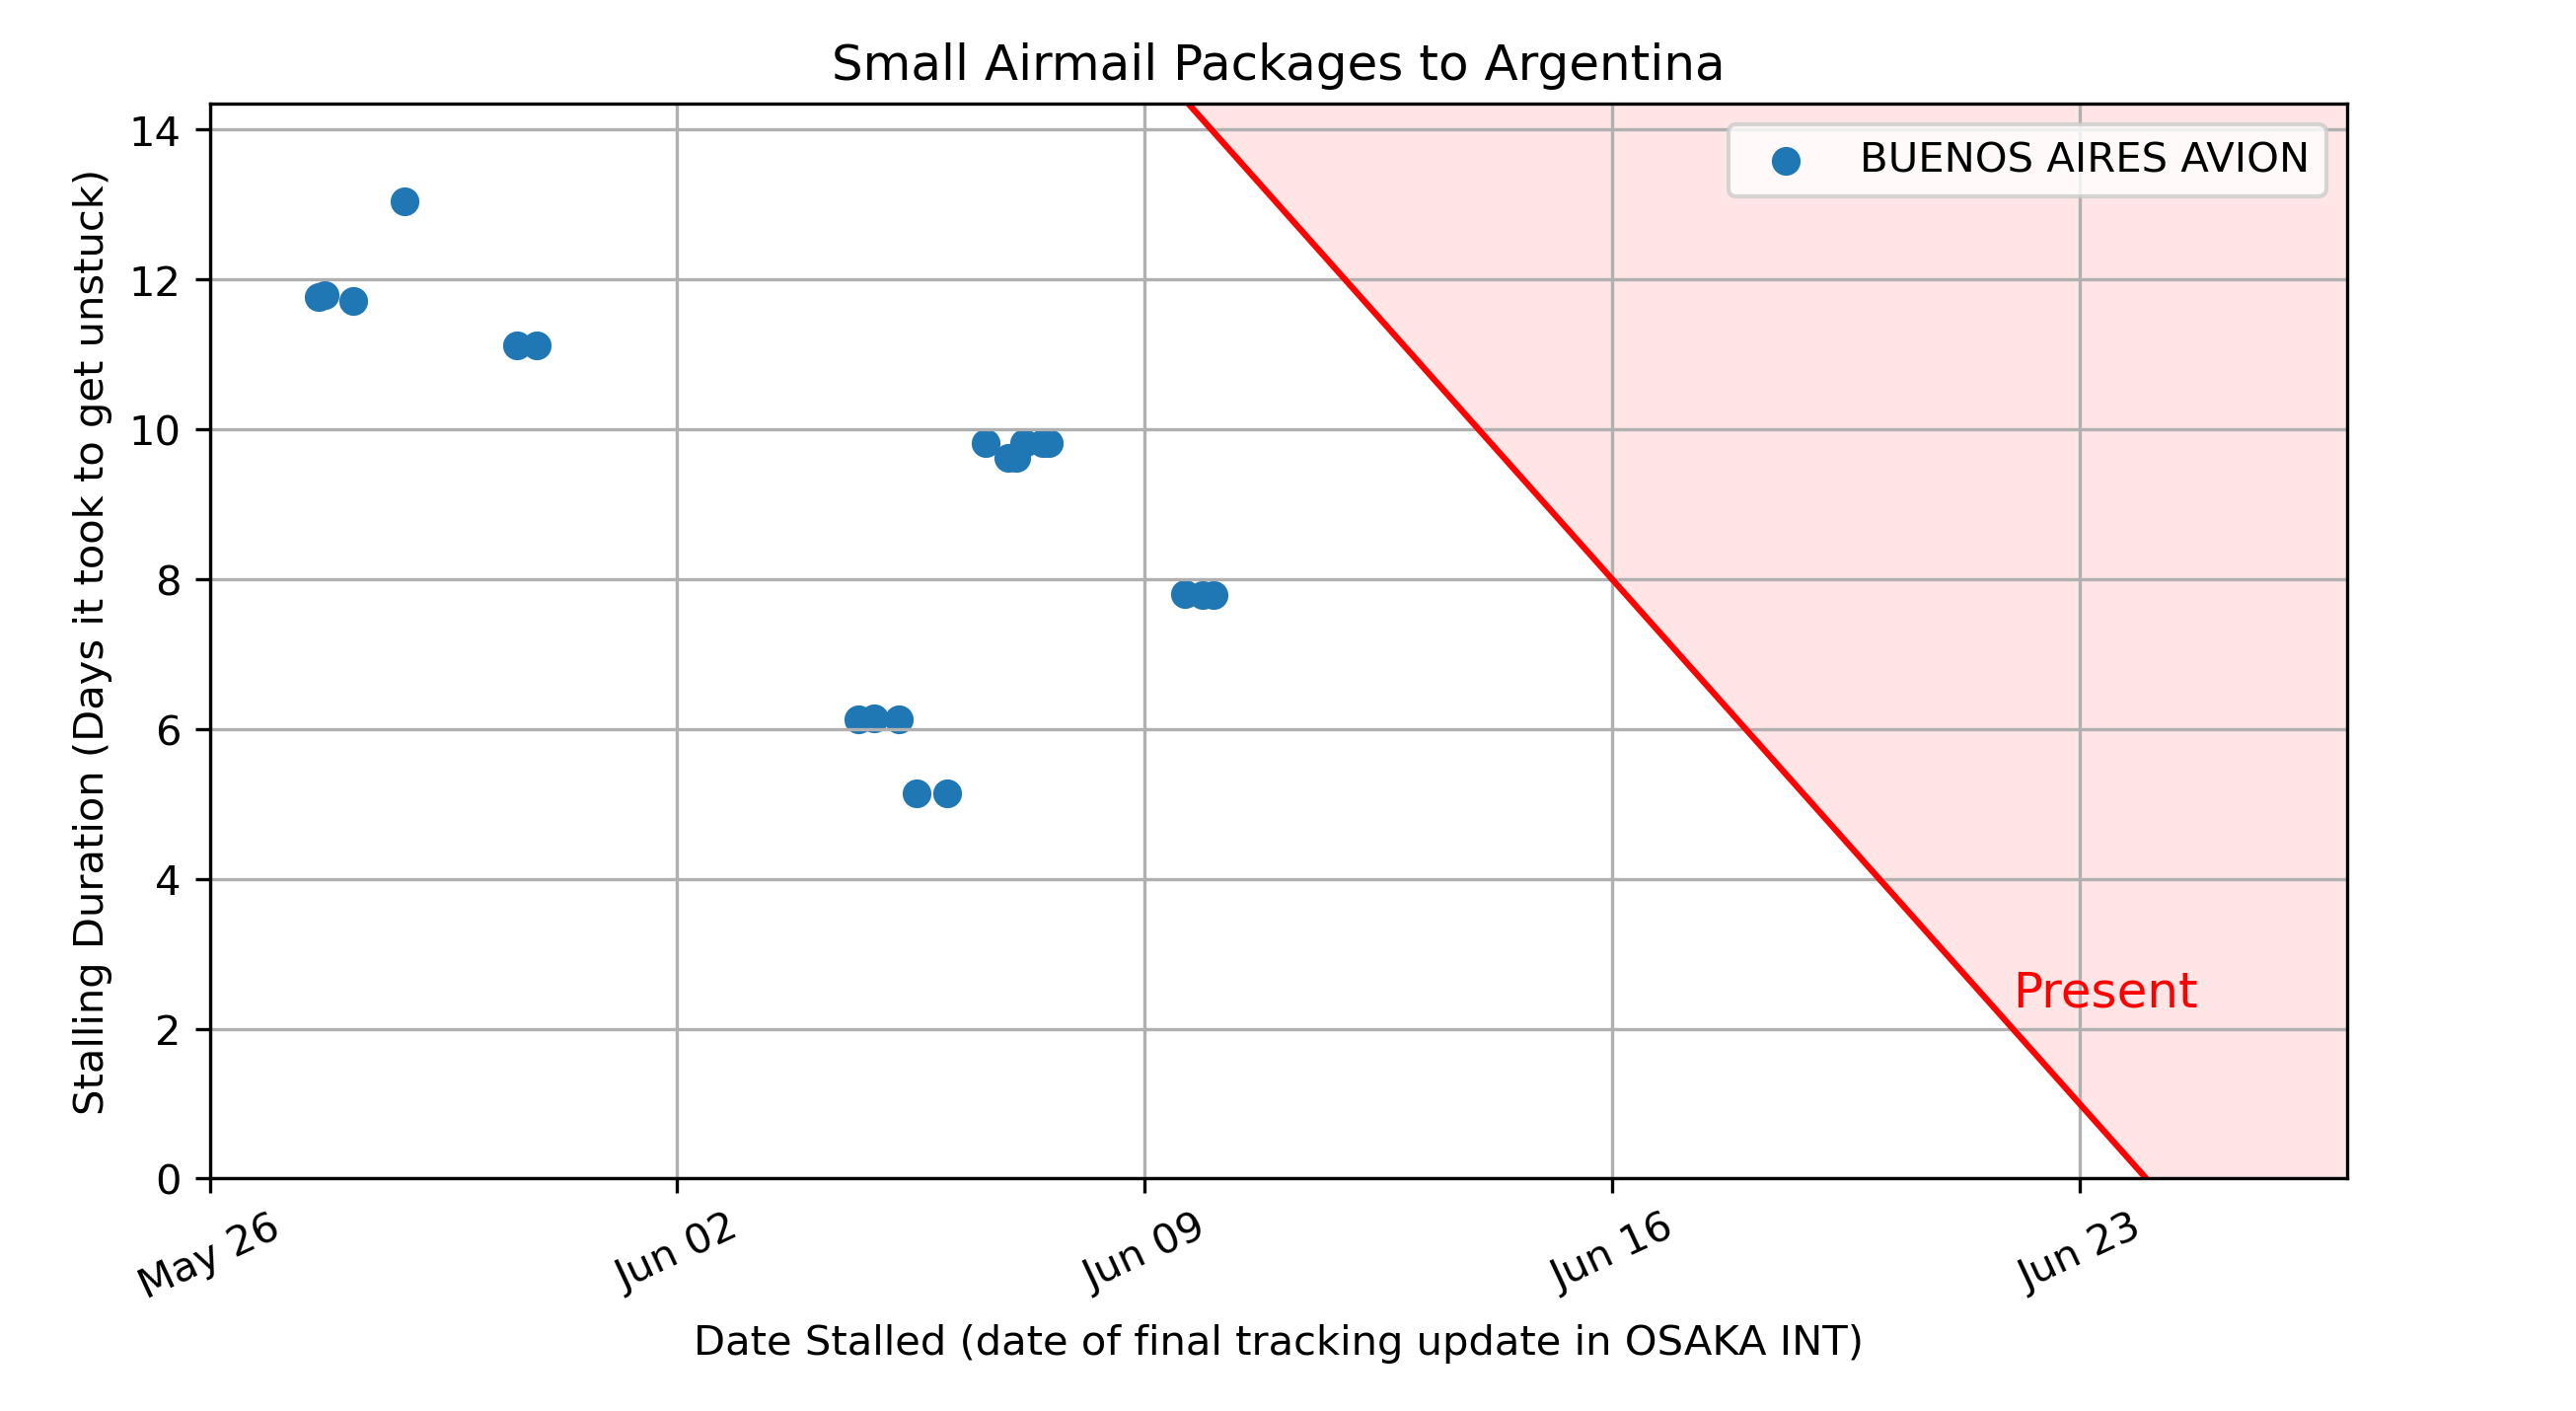 Small Airmail Packages to Argentina
BUENOS AIRES AVION
Stalling Duration (Days it took to get unstuck)
14
12
10
8
6
4
2
0
Present
May 26
Jun 02
Jun 09
Jun 16
Jun 23
Date Stalled (date of final tracking update in OSAKA INT)